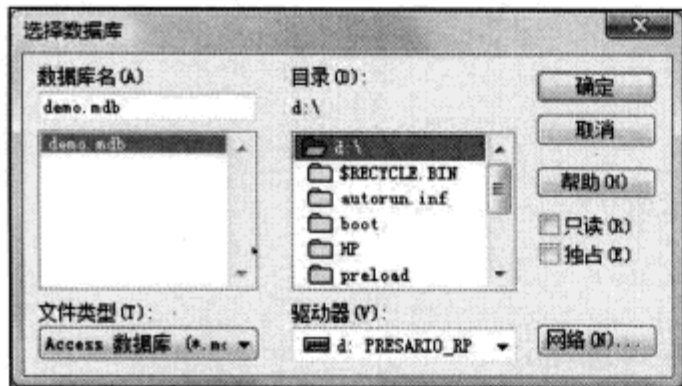 选择数据库
数据库名(A)
demo.mdb
demo.mdb
文件类型(T):
Access 数据库 (*.m
目录(D):
d:\
d:\
$RECYCLE.BIN
autorun.inf
boot
HP
preload
驱动器(V):
d: PRESARIO_RP
确定
取消
帮助(H)
只读(R)
独占(E)
网络(N)...